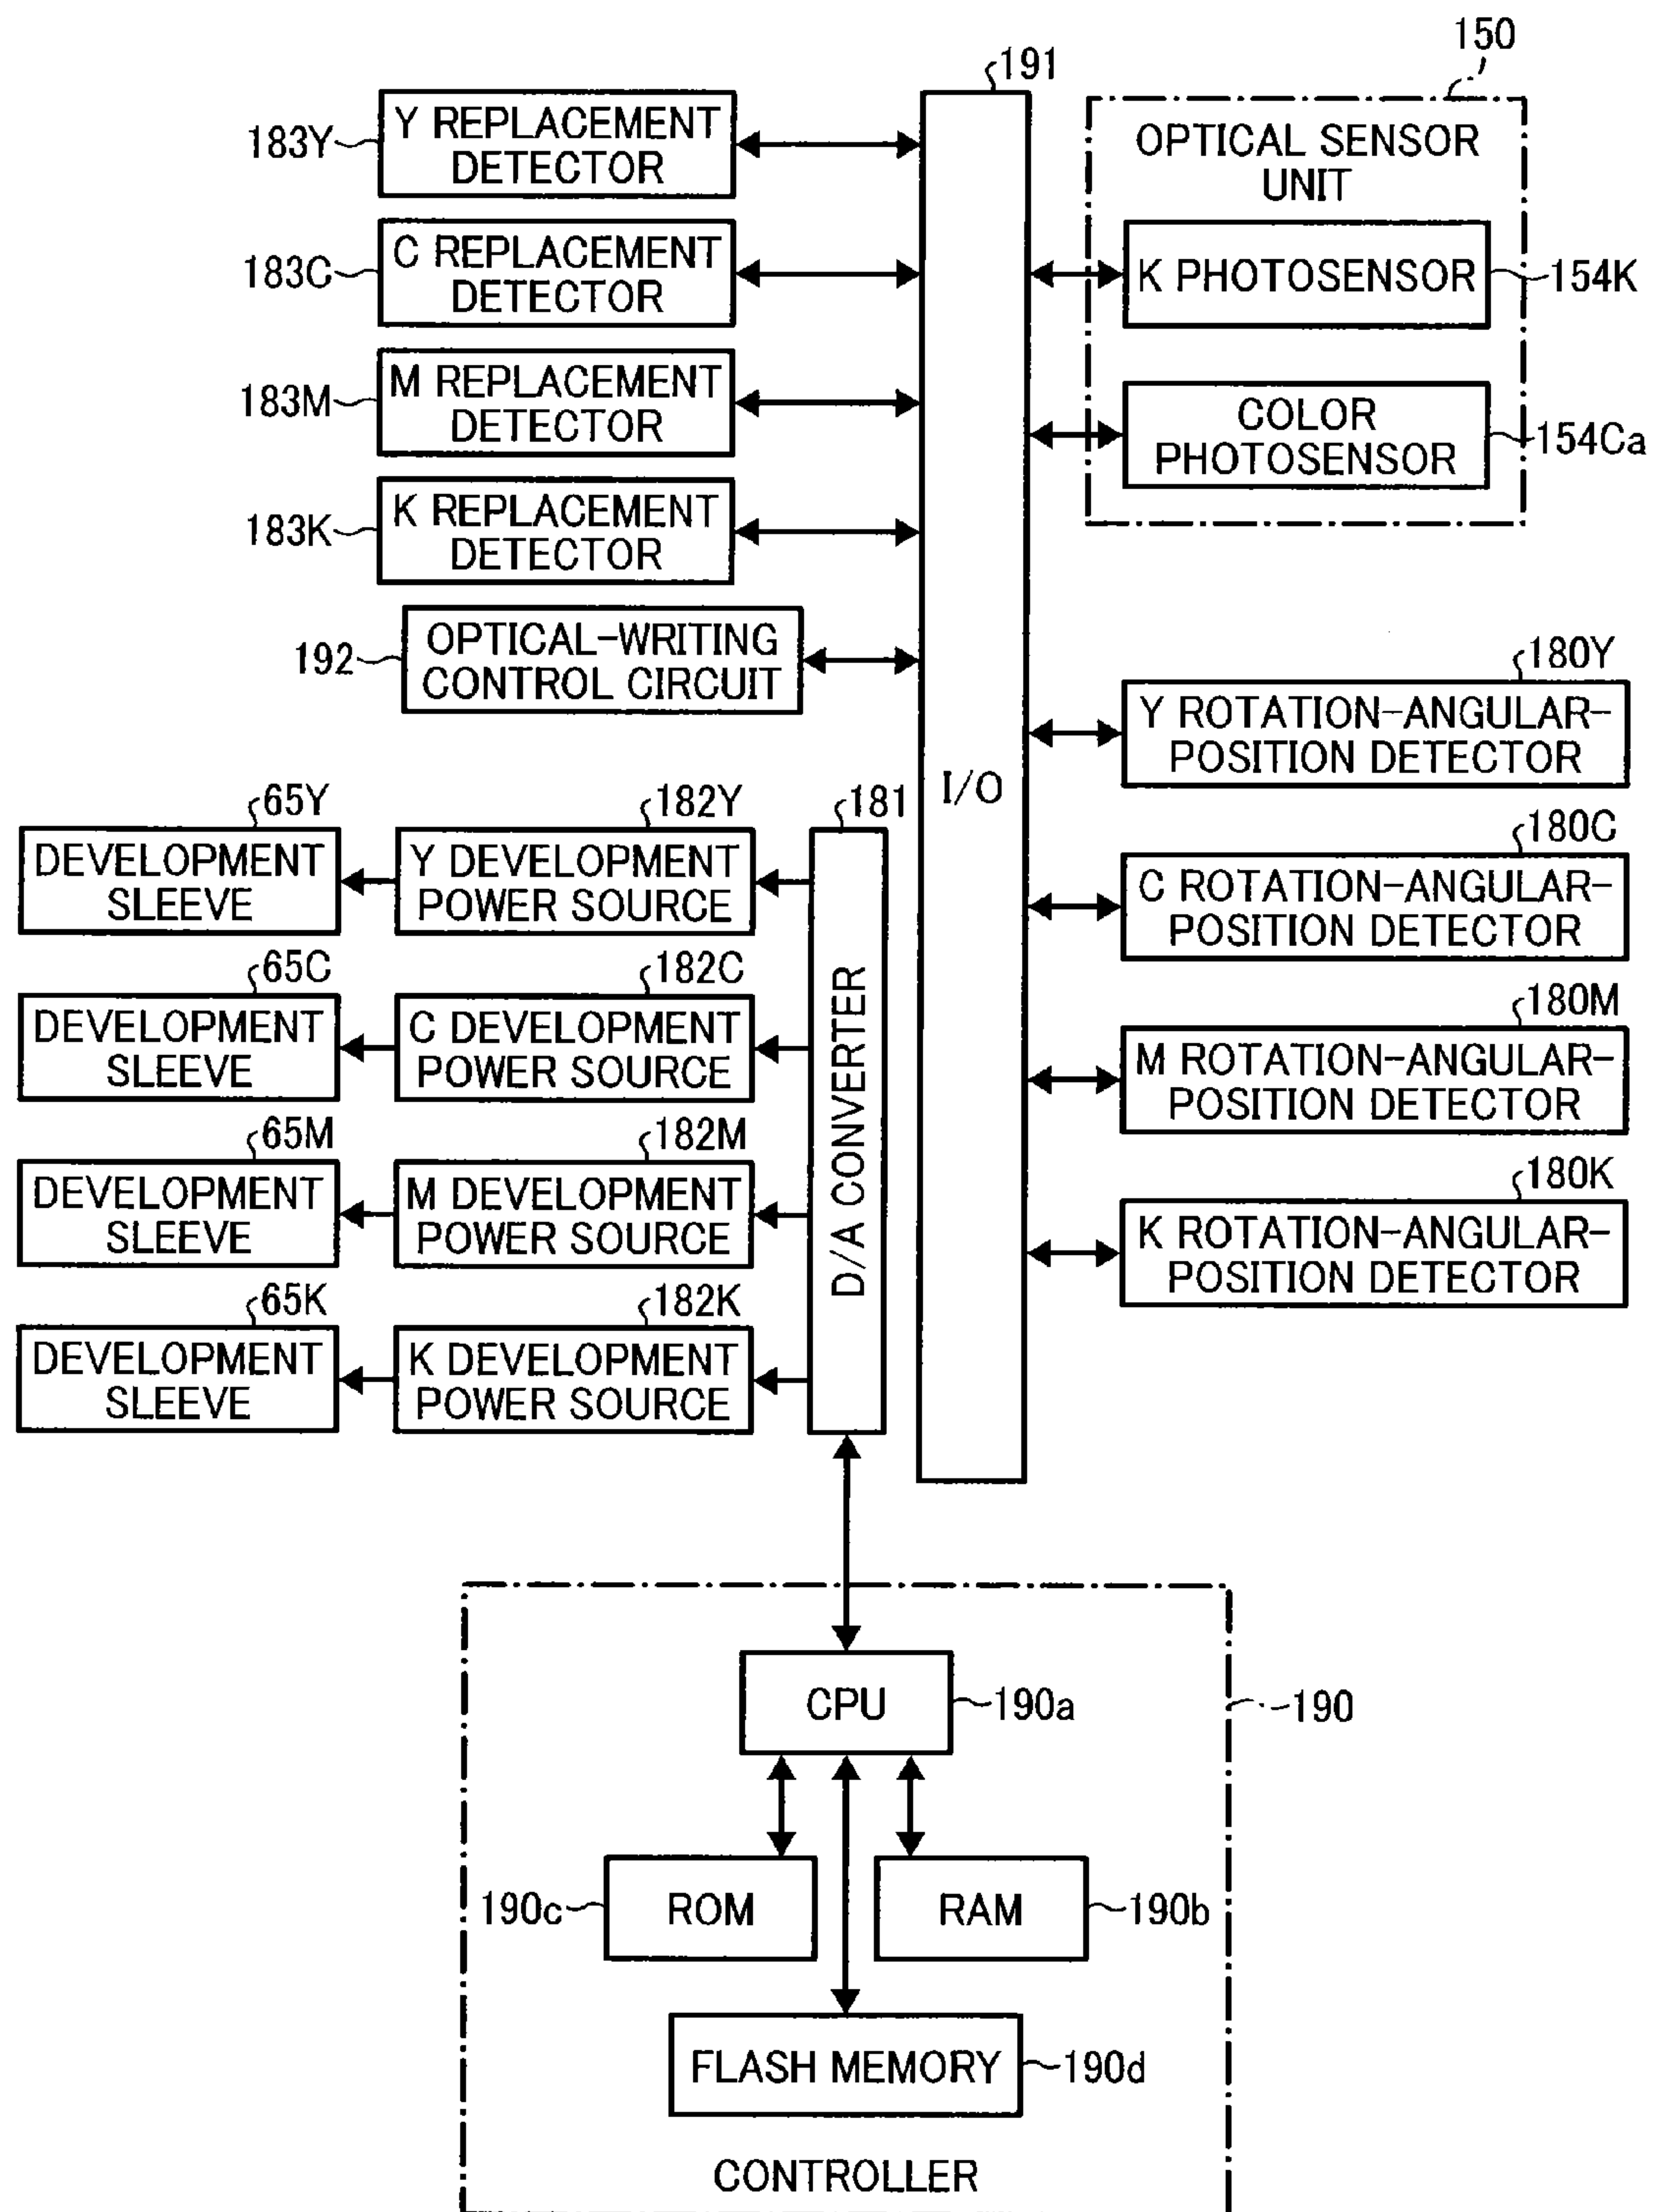 150
191
OPTICAL SENSOR
UNIT
183Y
Y REPLACEMENT
DETECTOR
183C
C REPLACEMENT
DETECTOR
K PHOTOSENSOR
154K
183M
M REPLACEMENT
DETECTOR
COLOR
PHOTOSENSOR
154Ca
183K
K REPLACEMENT
DETECTOR
192
OPTICAL-WRITING
CONTROL CIRCUIT
180Y
Y ROTATION-ANGULAR-
POSITION DETECTOR
I/O
65Y
DEVELOPMENT
SLEEVE
182Y
Y DEVELOPMENT
POWER SOURCE
181
D/A CONVERTER
180C
C ROTATION-ANGULAR-
POSITION DETECTOR
65C
DEVELOPMENT
SLEEVE
182C
C DEVELOPMENT
POWER SOURCE
180M
M ROTATION-ANGULAR-
POSITION DETECTOR
65M
DEVELOPMENT
SLEEVE
182M
M DEVELOPMENT
POWER SOURCE
180K
K ROTATION-ANGULAR-
POSITION DETECTOR
65K
DEVELOPMENT
SLEEVE
182K
K DEVELOPMENT
POWER SOURCE
CPU
190a
190
190c
ROM
RAM
190b
FLASH MEMORY
190d
CONTROLLER